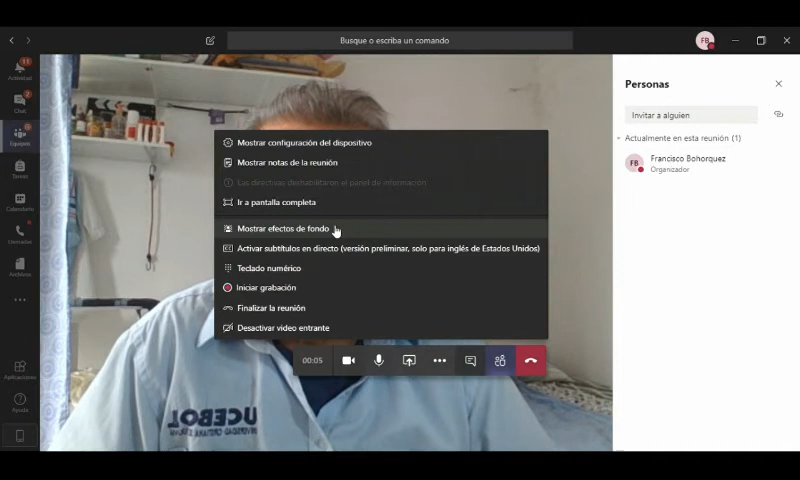 Busque o escriba un comando
FB
11
Actividad
2
Chat
Equipos
Tareas
Calendario
Llamadas
Archivos
Aplicaciones
Ayuda
Mostrar configuración del dispositivo
Mostrar notas de la reunión
Las directivas deshabilitaron el panel de información
Ir a pantalla completa
Mostrar efectos de fondo
Activar subtítulos en directo (versión preliminar, solo para inglés de Estados Unidos)
Teclado numérico
Iniciar grabación
Finalizar la reunión
Desactivar video entrante
00:05
UCEBOL
Personas
Invitar a alguien
Actualmente en esta reunión (1)
FB
Francisco Bohorquez
Organizador